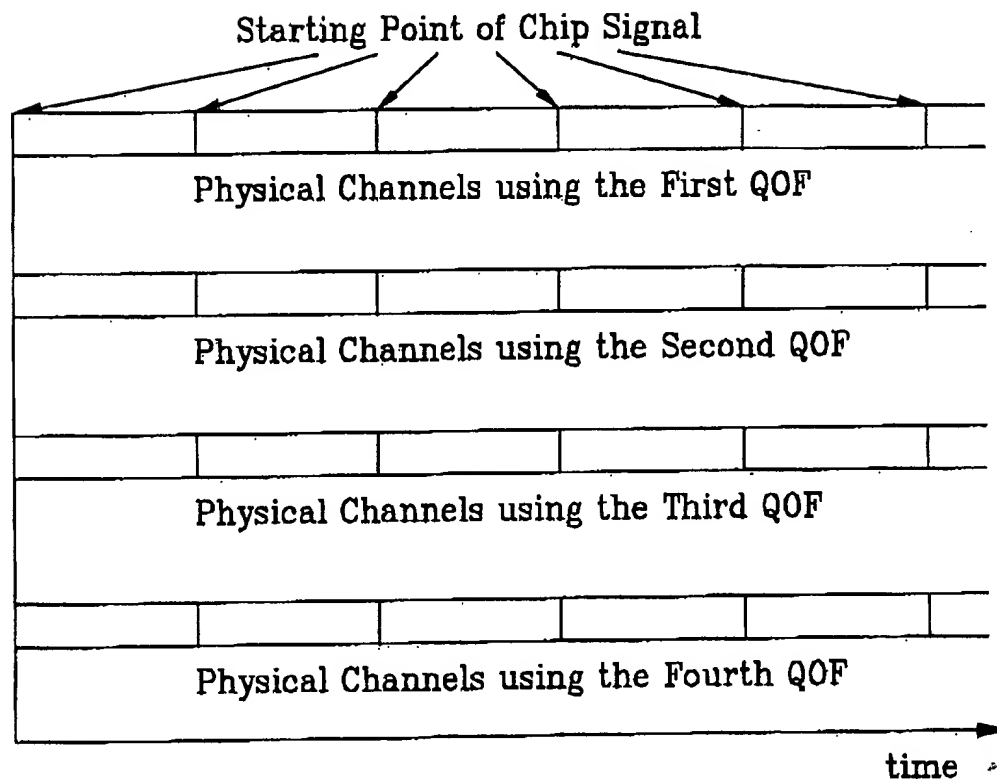 Starting Point of Chip Signal
Physical Channels using the First QOF
Physical Channels using the Second QOF
Physical Channels using the Third QOF
Physical Channels using the Fourth QOF
time